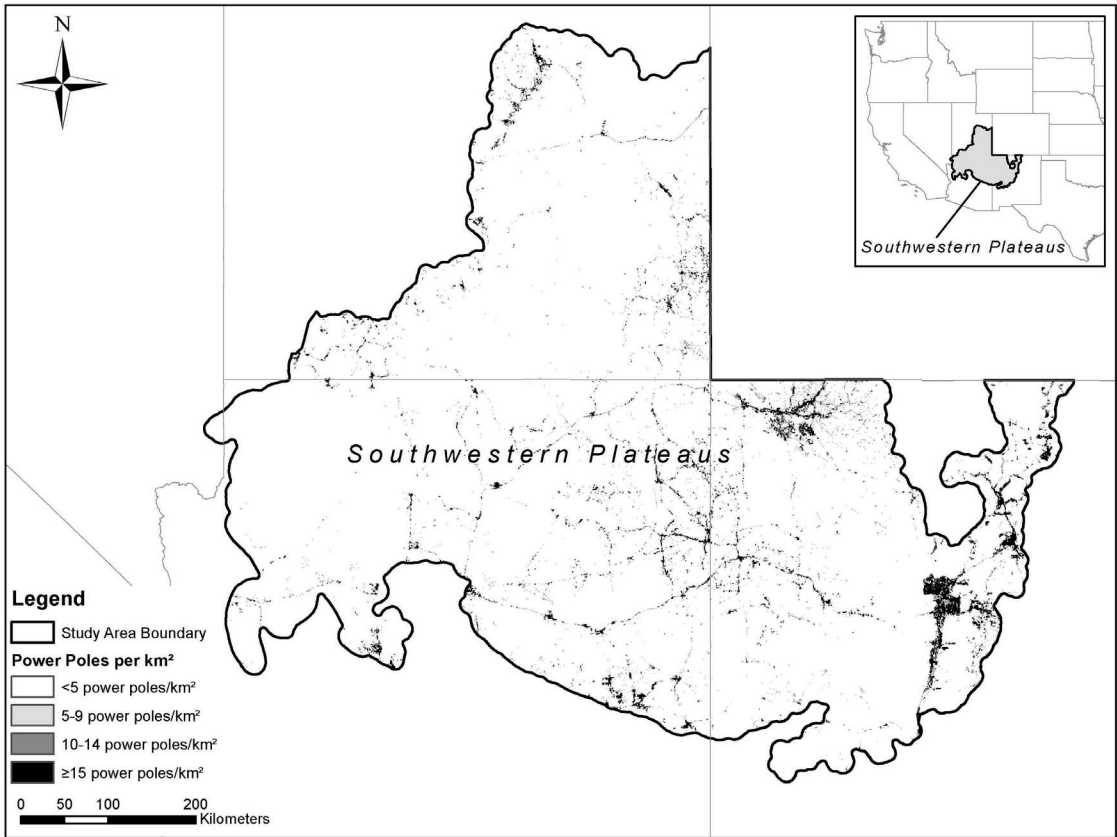 N
Southwestern Plateaus
Southwestern Plateaus
Legend
Study Area Boundary
Power Poles per km²
<5 power poles/km²
5-9 power poles/km²
10-14 power poles/km²
≥15 power poles/km²
0 50 100 200
Kilometers